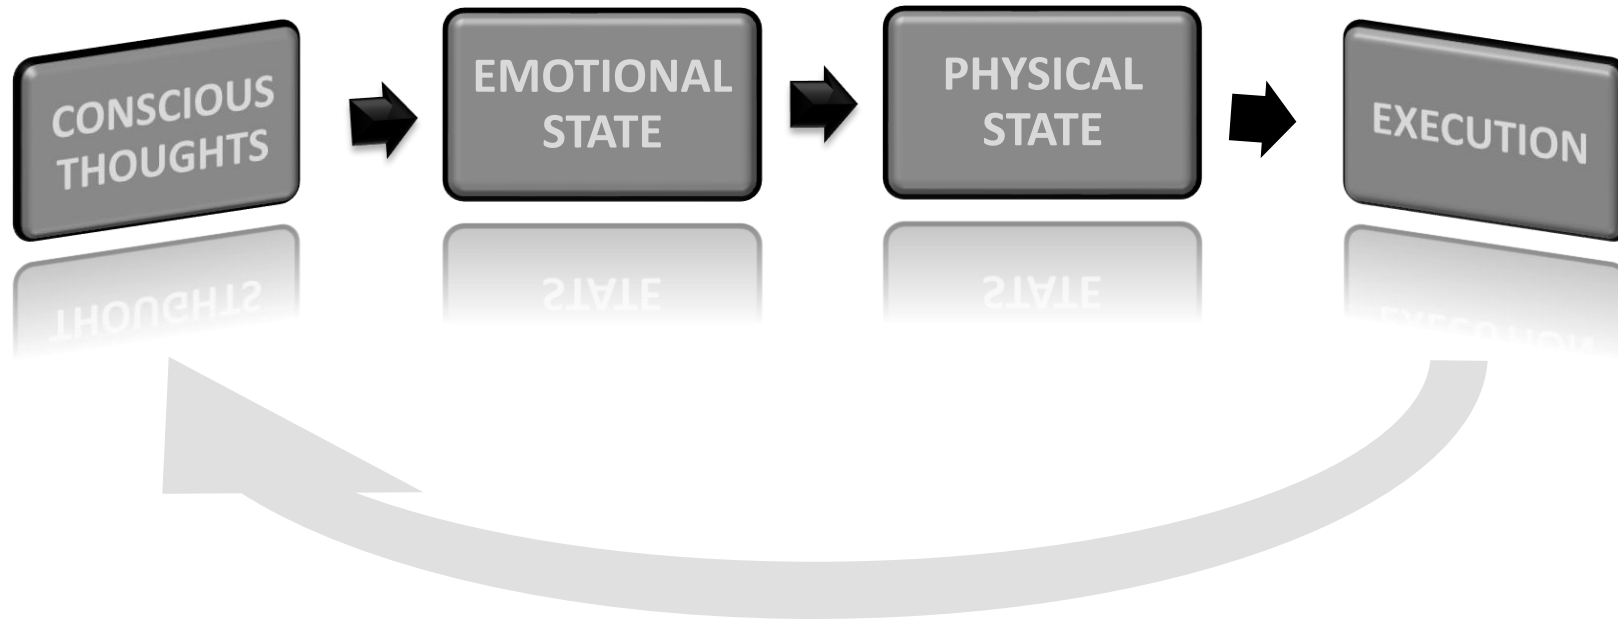 CONSCIOUS
THOUGHTS
EMOTIONAL
STATE
PHYSICAL
STATE
EXECUTION